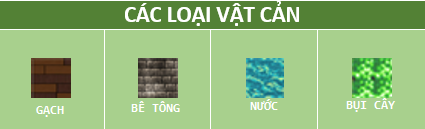 CÁC LOẠI VẬT CẢN
GẠCH
BÊ TÔNG
NƯỚC
BỤI CÂY